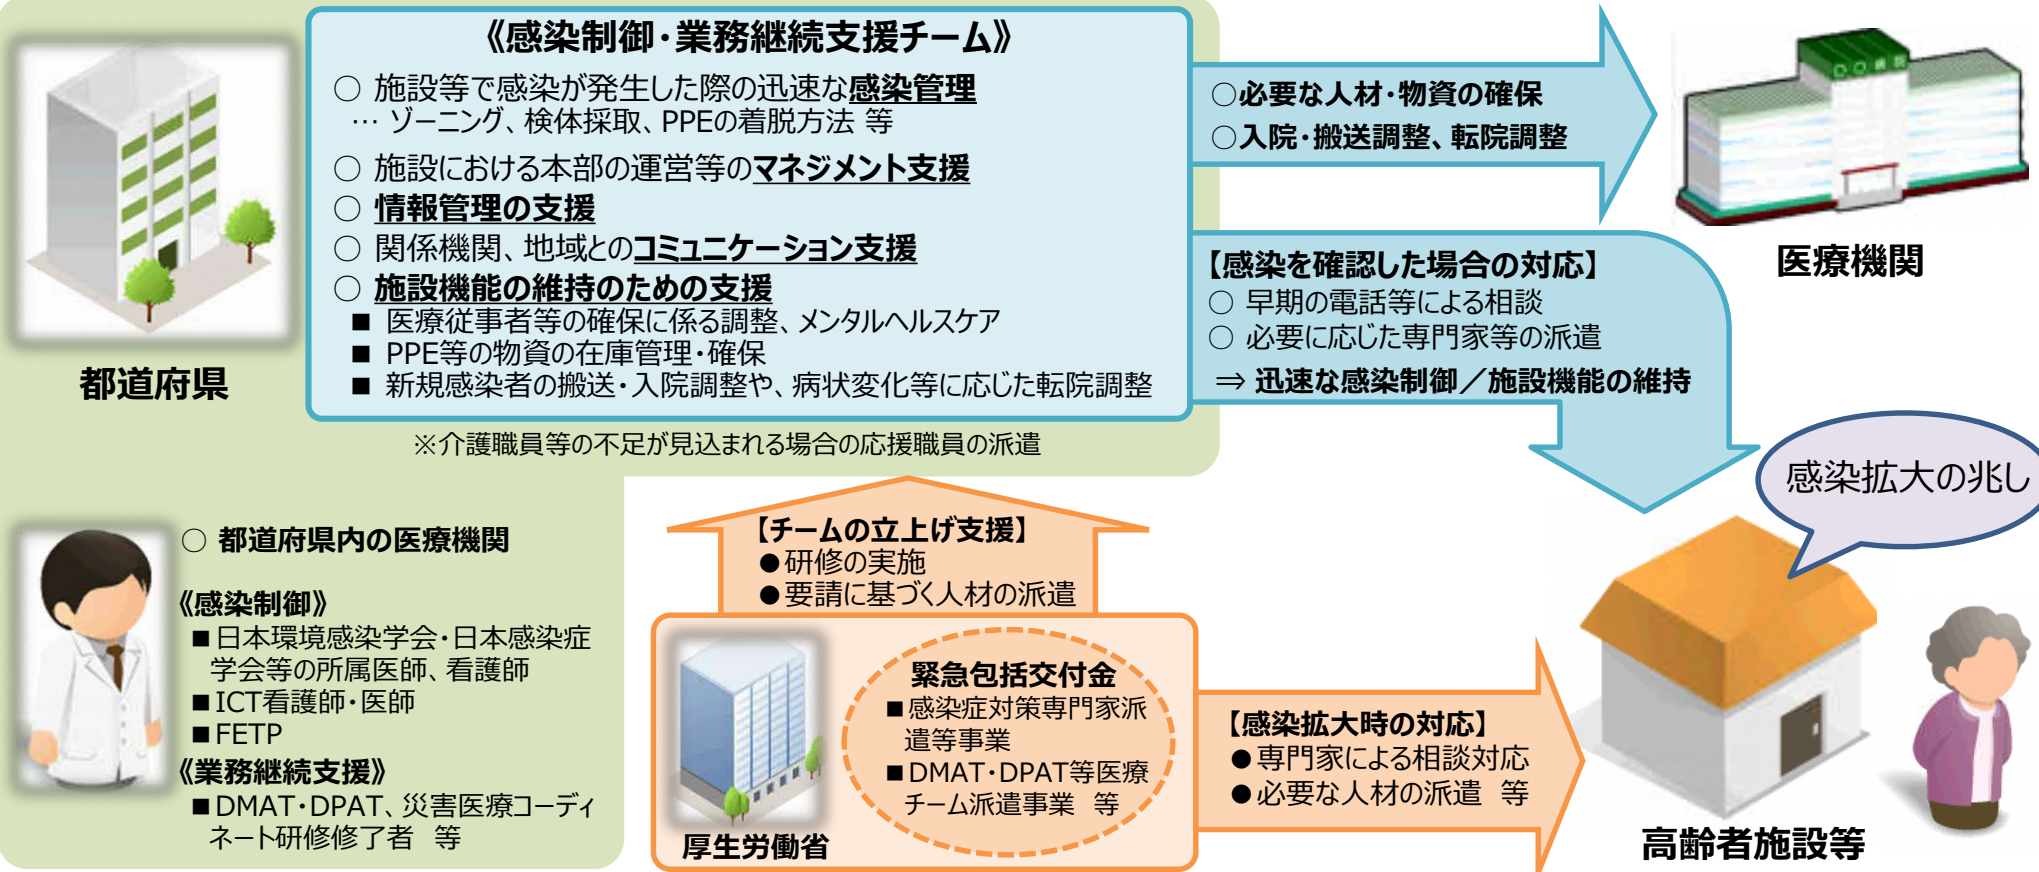 《感染制御・業務継続支援チーム》
○ 施設等で感染が発生した際の迅速な感染管理
… ゾーニング、検体採取、PPEの着脱方法 等
○ 施設における本部の運営等のマネジメント支援
○ 情報管理の支援
○ 関係機関、地域とのコミュニケーション支援
○ 施設機能の維持のための支援
■ 医療従事者等の確保に係る調整、メンタルヘルスケア
■ PPE等の物資の在庫管理・確保
■ 新規感染者の搬送・入院調整や、病状変化等に応じた転院調整
※介護職員等の不足が見込まれる場合の応援職員の派遣
都道府県
○必要な人材・物資の確保
○入院・搬送調整、転院調整
○○病院
医療機関
【感染を確認した場合の対応】
○ 早期の電話等による相談
○ 必要に応じた専門家等の派遣
⇒ 迅速な感染制御／施設機能の維持
感染拡大の兆し
○ 都道府県内の医療機関
《感染制御》
■日本環境感染学会・日本感染症
学会等の所属医師、看護師
■ICT看護師・医師
■FETP
《業務継続支援》
■DMAT・DPAT、災害医療コーディ
ネート研修修了者 等
【チームの立上げ支援】
●研修の実施
●要請に基づく人材の派遣
緊急包括交付金
■感染症対策専門家派
遣等事業
■DMAT・DPAT等医療
チーム派遣事業 等
厚生労働省
【感染拡大時の対応】
●専門家による相談対応
●必要な人材の派遣 等
高齢者施設等